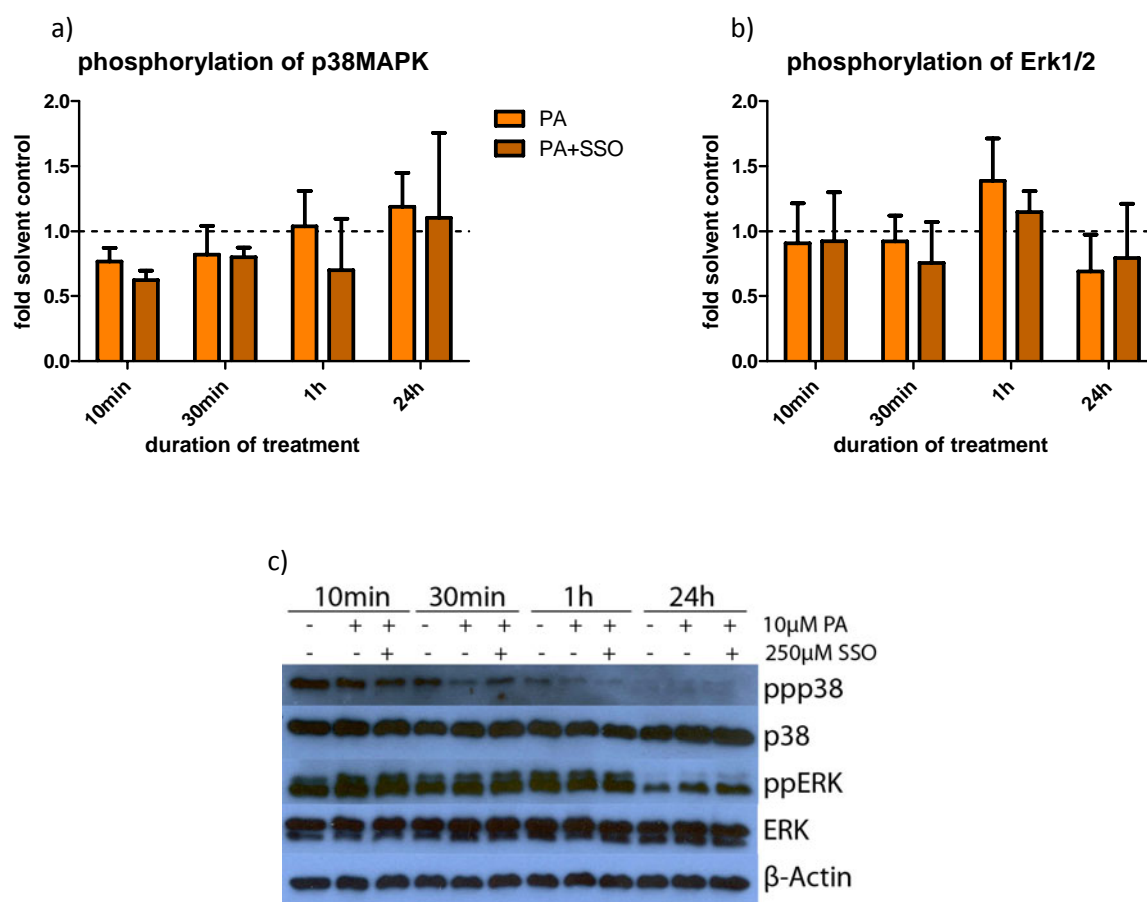 a)
phosphorylation of p38MAPK
fold solvent control
2.0
1.5
1.0
0.5
0.0
10min 30min 1h 24h
duration of treatment
PA
PA+SSO
b)
phosphorylation of Erk1/2
fold solvent control
2.0
1.5
1.0
0.5
0.0
10min 30min 1h 24h
duration of treatment
c)
10min 30min 1h 24h
- + + - + + - + + - + + 10µM PA
- - + - - + - - + - - + 250µM SSO
ppp38
p38
ppERK
ERK
β-Actin